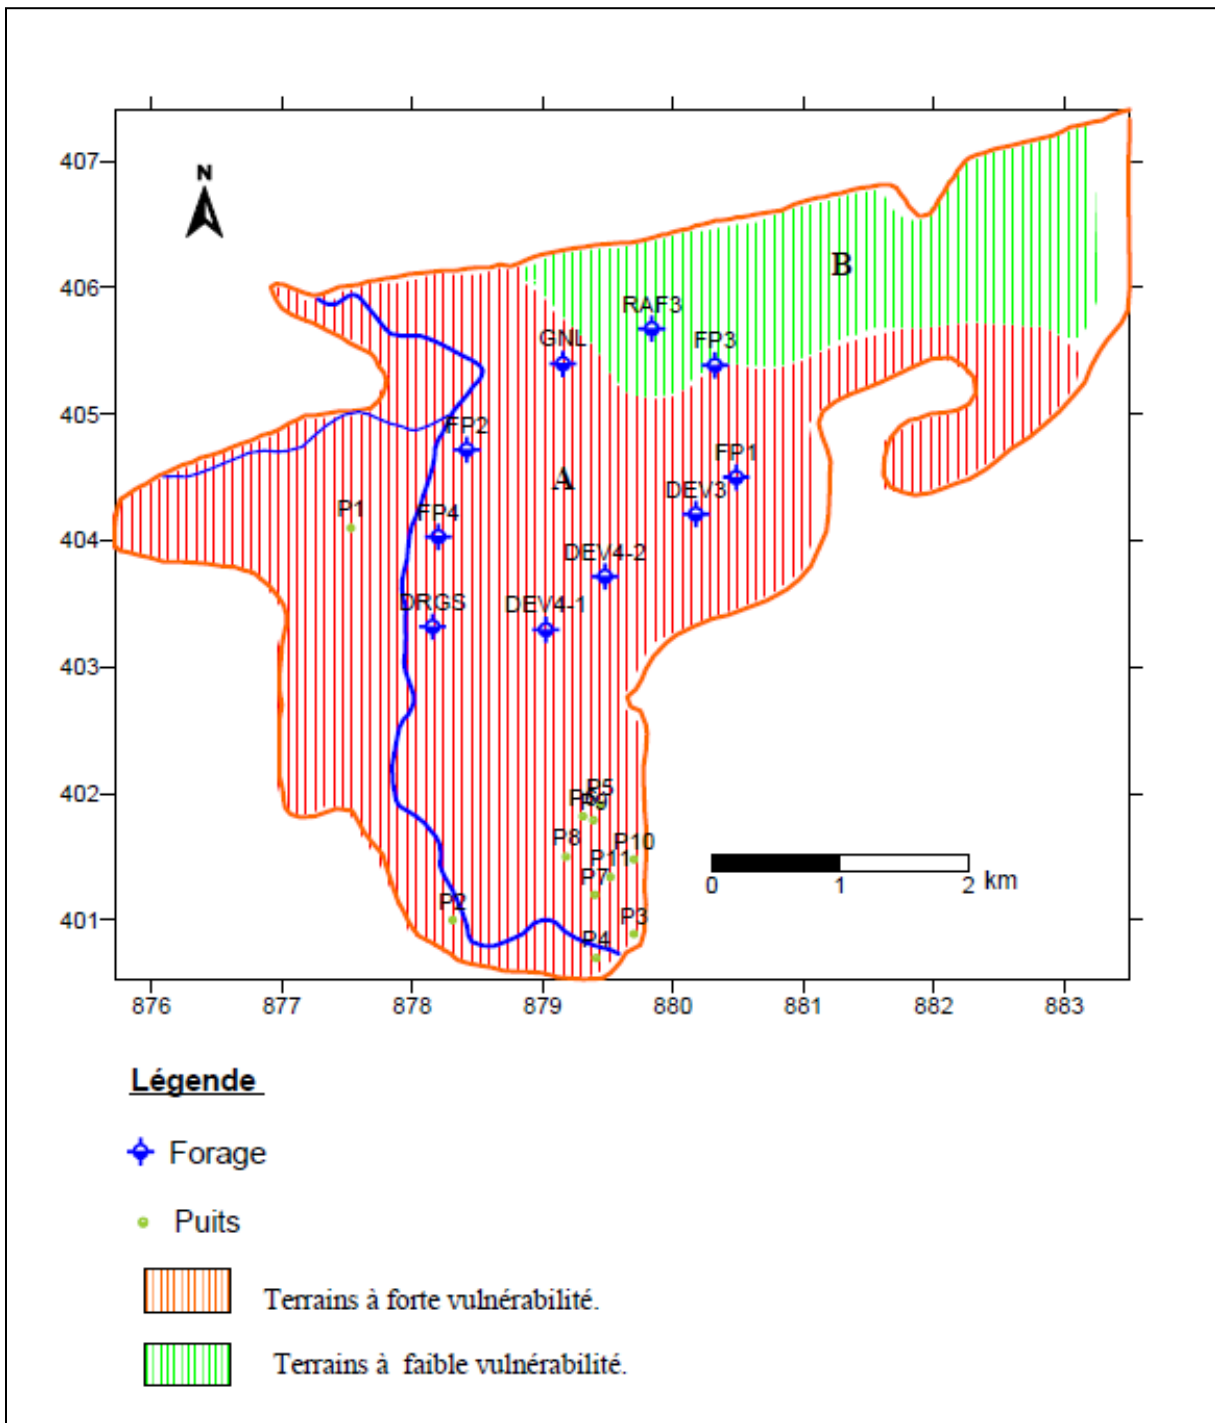 N
407
406
405
404
403
402
401
B
RAF3
GNL
FP3
FP2
A
FP1
DEV3
P1
FP4
DEV4-2
DRGS
DEV4-1
P5
P9
P8
P10
P11
P7
P2
P3
P4
0 1 2 km
876 877 878 879 880 881 882 883
Légende
Forage
Puits
Terrains à forte vulnérabilité.
Terrains à faible vulnérabilité.